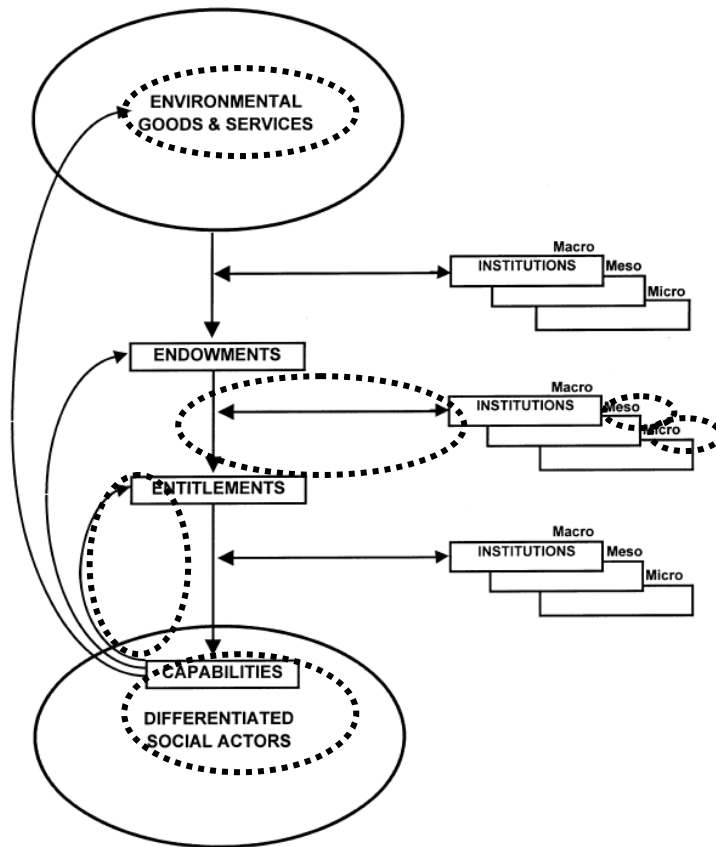 ENVIRONMENTAL
GOODS & SERVICES
Macro
INSTITUTIONS
Meso
Micro
ENDOWMENTS
Macro
INSTITUTIONS
Meso
Micro
ENTITLEMENTS
Macro
INSTITUTIONS
Meso
Micro
CAPABILITIES
DIFFERENTIATED
SOCIAL ACTORS